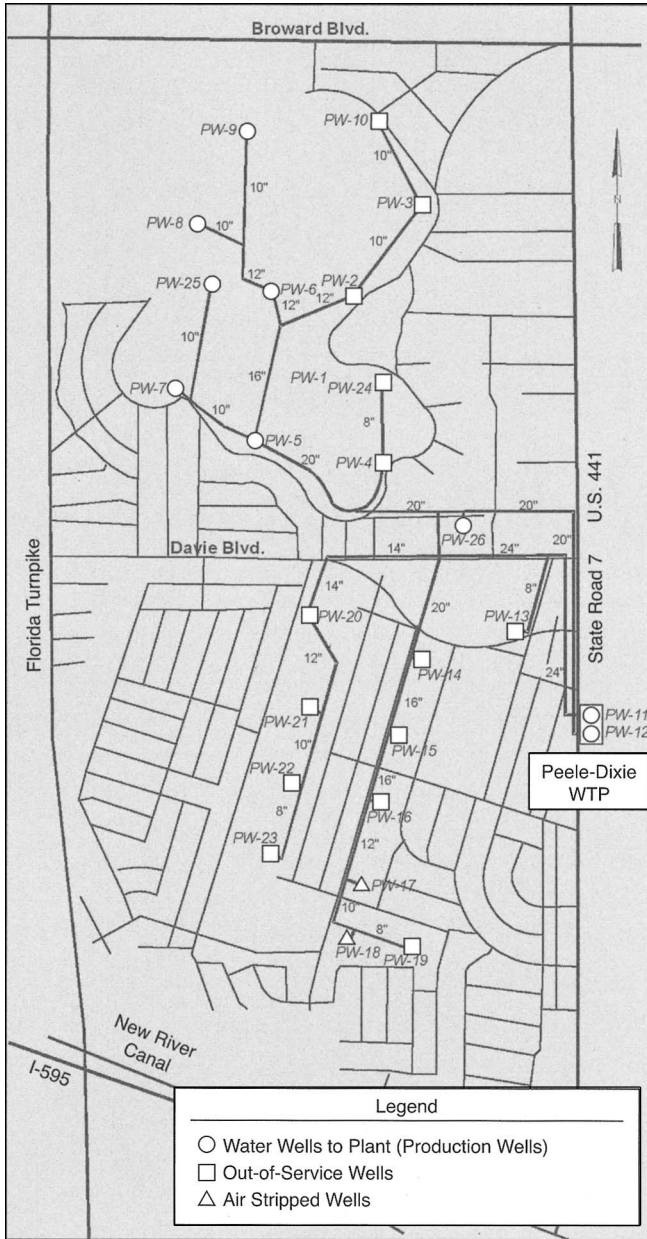 Broward Blvd.
PW-9
PW-10
10"
10"
PW-3
PW-8
10"
10"
12"
PW-25
PW-6
PW-2
12"
12"
10"
16"
PW-1
PW-7
PW-24
10"
8"
PW-5
20"
PW-4
U.S. 441
20"
20"
PW-26
20"
Davie Blvd.
14"
24"
14"
8"
20"
PW-20
PW-13
State Road 7
Florida Turnpike
12"
PW-14
24"
16"
PW-21
PW-11
10"
PW-15
PW-12
Peele-Dixie
WTP
PW-22
16"
8"
PW-16
PW-23
12"
PW-17
10"
8"
PW-18
PW-19
New River
Canal
I-595
Legend
Water Wells to Plant (Production Wells)
Out-of-Service Wells
Air Stripped Wells